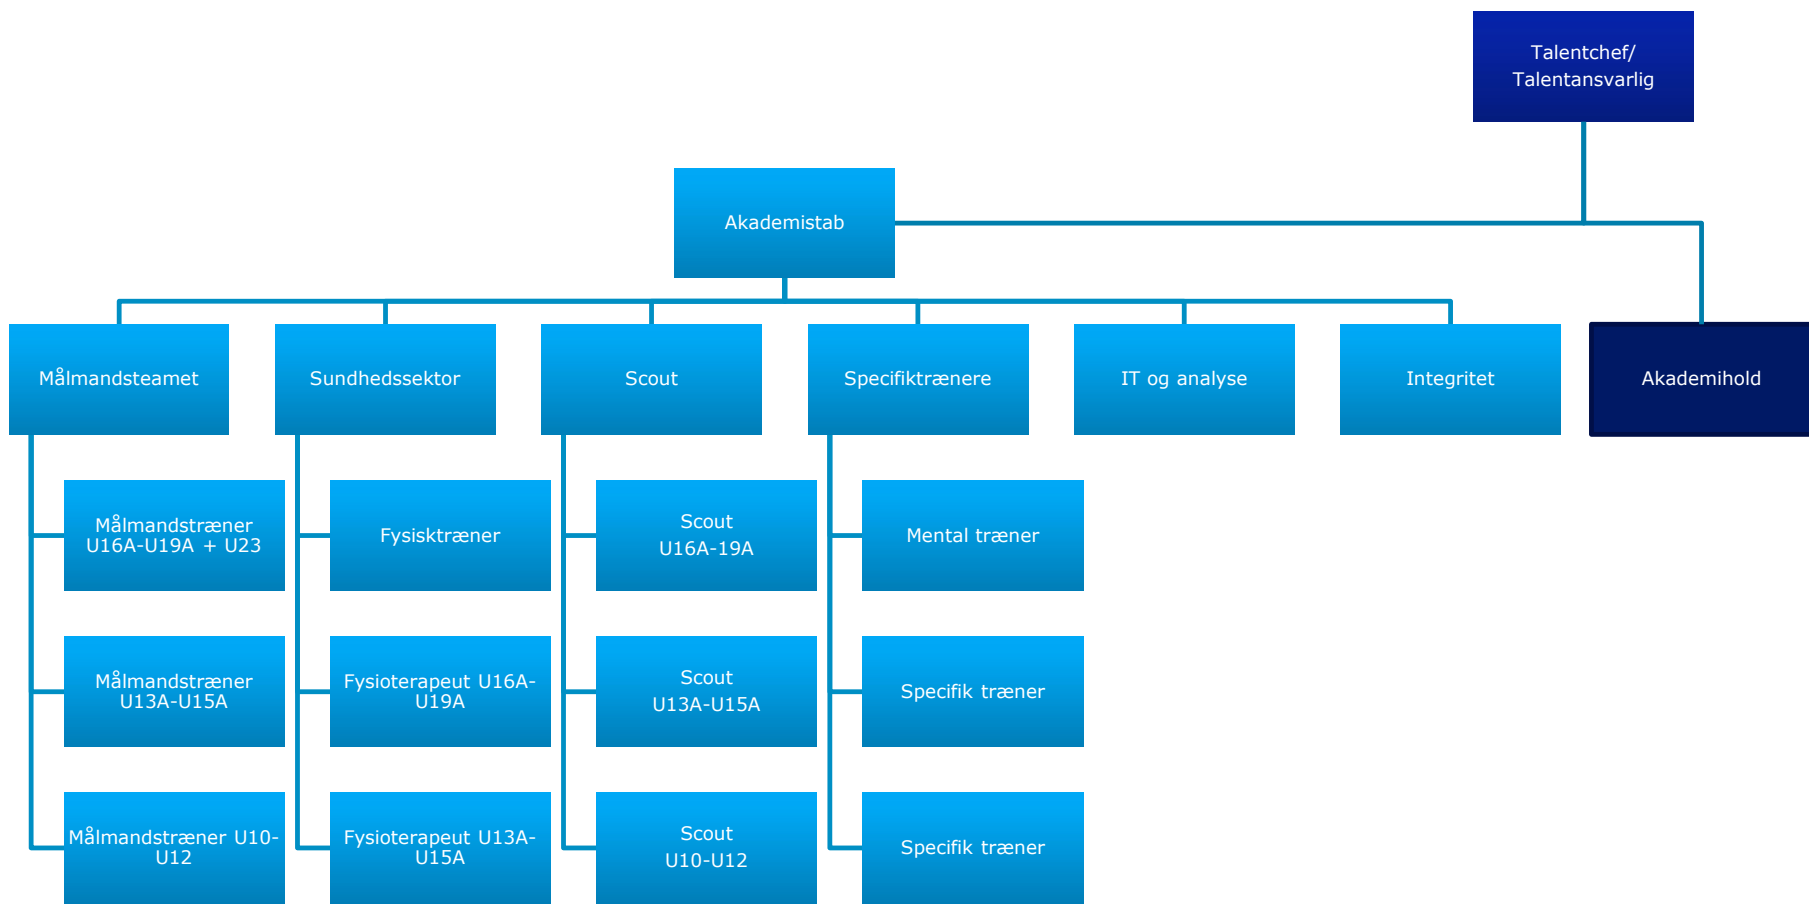 Talentchef/
Talentansvarlig
Akademistab
Målmandsteamet
Sundhedssektor
Scout
Specifiktrænere
IT og analyse
Integritet
Akademihold
Målmandstræner
U16A-U19A + U23
Fysisktræner
Scout
U16A-19A
Mental træner
Målmandstræner
U13A-U15A
Fysioterapeut U16A-
U19A
Scout
U13A-U15A
Specifik træner
Målmandstræner U10-
U12
Fysioterapeut U13A-
U15A
Scout
U10-U12
Specifik træner